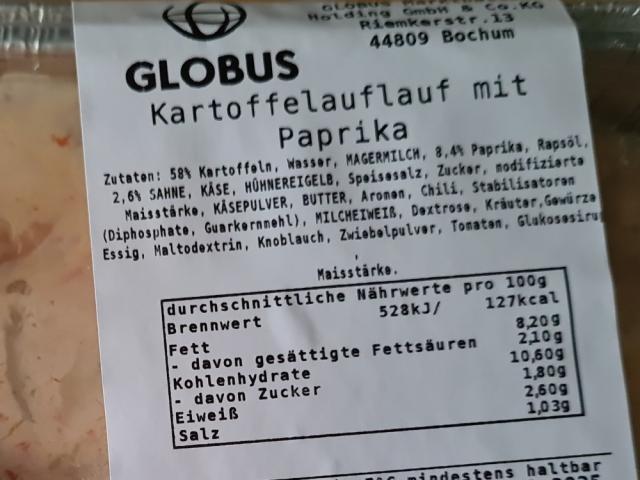 Holding GmbH & Co.KG
Riemkerstr.13
44809 Bochum
GLOBUS
Kartoffelauflauf mit
Paprika
Zutaten: 58% Kartoffeln, Wasser, MAGERMILCH, 8,4% Paprika, Rapsöl,
2,6% SAHNE, KÄSE, HÜHNEREIGELB, Speisesalz, Zucker, modifizierte
Maisstärke, KÄSEPULVER, BUTTER, Aromen, Chili, Stabilisatoren
(Diphosphate, Guarkernmehl), MILCHEIWEIß, Dextrose, Kräuter,Gewürze
Essig, Maltodextrin, Knoblauch, Zwiebelpulver, Tomaten, Glukosesiru
,
Maisstärke.
durchschnittliche Nährwerte pro 100g
Brennwert 528kJ/ 127kcal
Fett 8,20g
- davon gesättigte Fettsäuren 2,10g
Kohlenhydrate 10,60g
- davon Zucker 1,80g
Eiweiß 2,60g
Salz 1,03g
mindestens haltbar